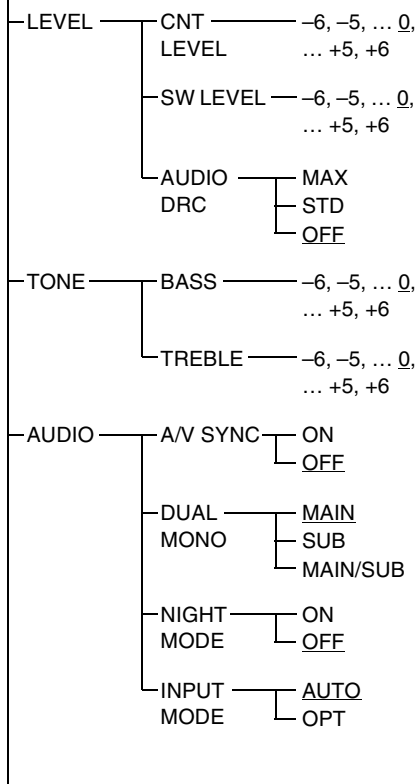 LEVEL CNT –6, –5, … 0,
LEVEL … +5, +6
SW LEVEL –6, –5, … 0,
… +5, +6
AUDIO MAX
DRC STD
OFF
TONE BASS –6, –5, … 0,
… +5, +6
TREBLE –6, –5, … 0,
… +5, +6
AUDIO A/V SYNC ON
OFF
DUAL MAIN
MONO SUB
MAIN/SUB
NIGHT ON
MODE OFF
INPUT AUTO
MODE OPT